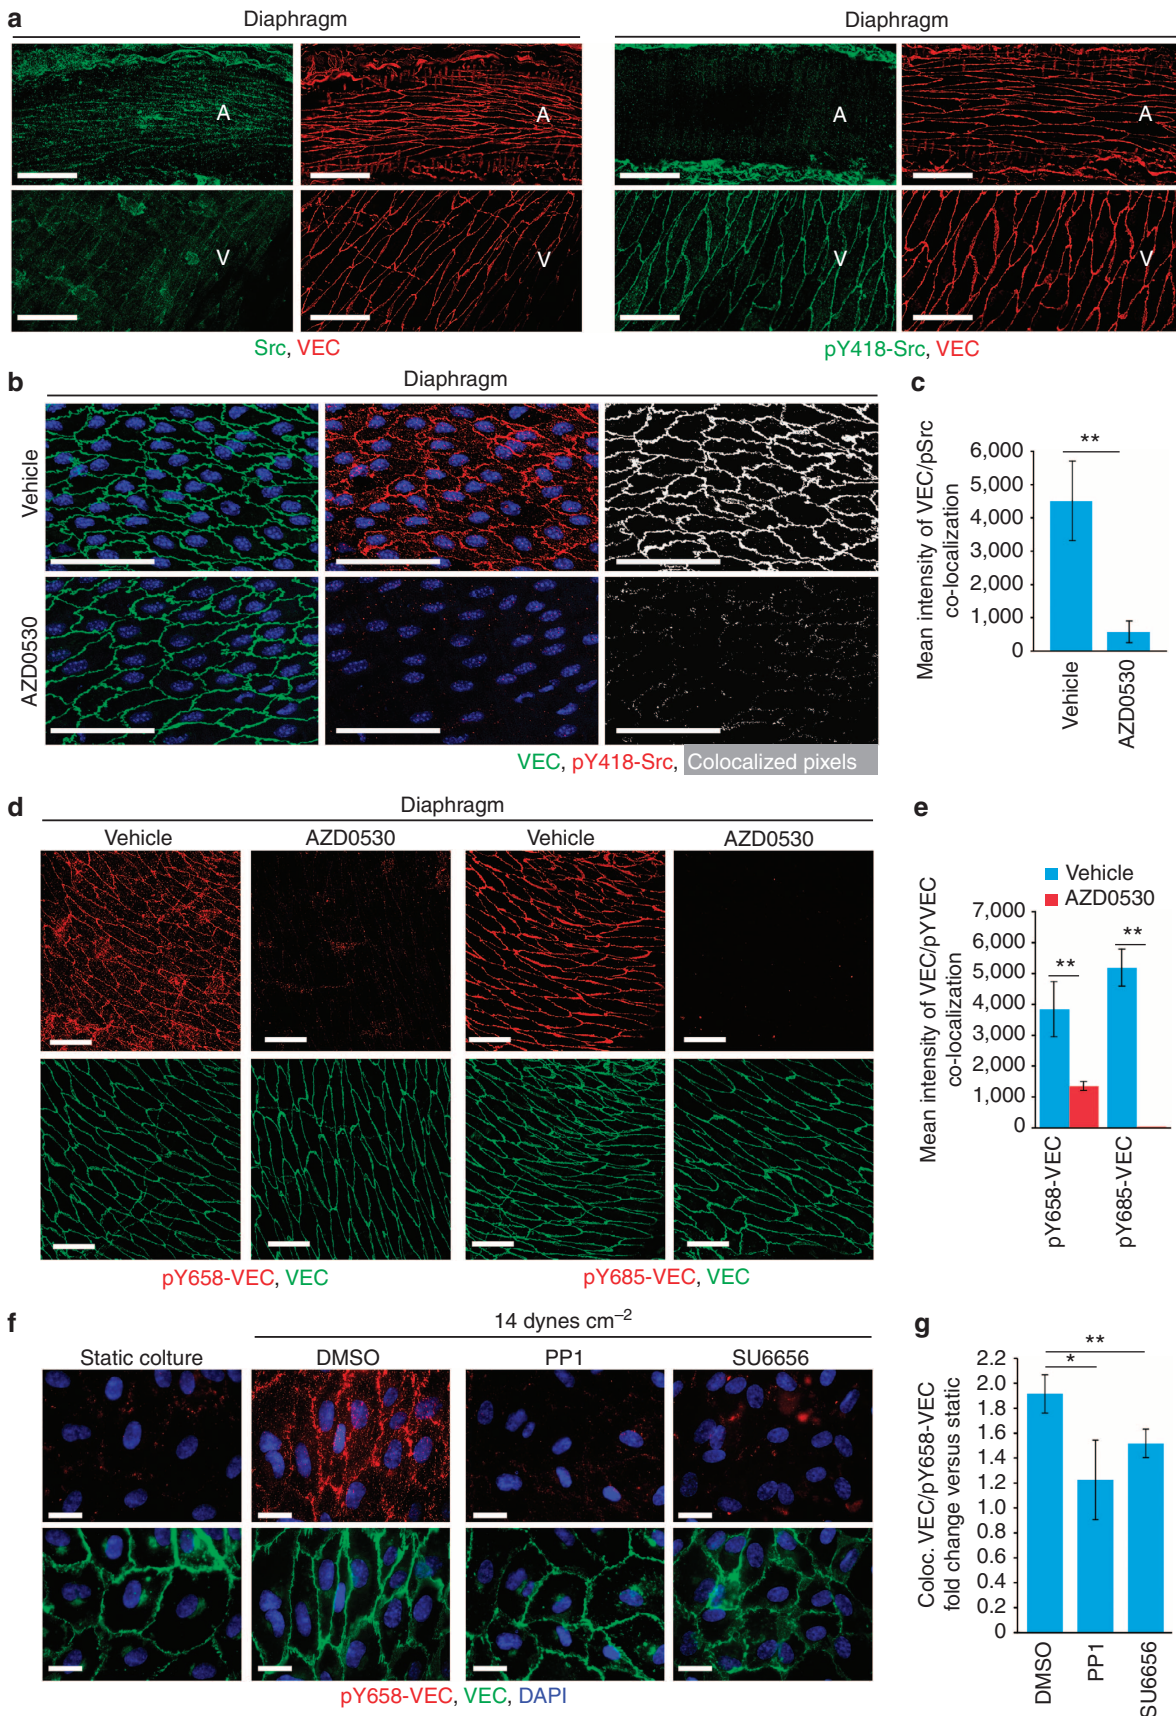 a
Diaphragm
Diaphragm
A
A
A
A
V
V
V
V
Src, VEC
pY418-Src, VEC
b
Diaphragm
Vehicle
AZD0530
VEC, pY418-Src, Colocalized pixels
c
Mean intensity of VEC/pSrc
co-localization
6,000
5,000
4,000
3,000
2,000
1,000
0
**
Vehicle
AZD0530
d
Diaphragm
Vehicle
AZD0530
Vehicle
AZD0530
pY658-VEC, VEC
pY685-VEC, VEC
e
Vehicle
AZD0530
Mean intensity of VEC/pYVEC
co-localization
7,000
6,000
5,000
4,000
3,000
2,000
1,000
0
**
**
pY658-VEC
pY685-VEC
f
14 dynes cm⁻²
Static colture
DMSO
PP1
SU6656
pY658-VEC, VEC, DAPI
g
Coloc. VEC/pY658-VEC
fold change versus static
2.2
2.0
1.8
1.6
1.4
1.2
1.0
0.8
0.6
0.4
0.2
0
**
*
DMSO
PP1
SU6656